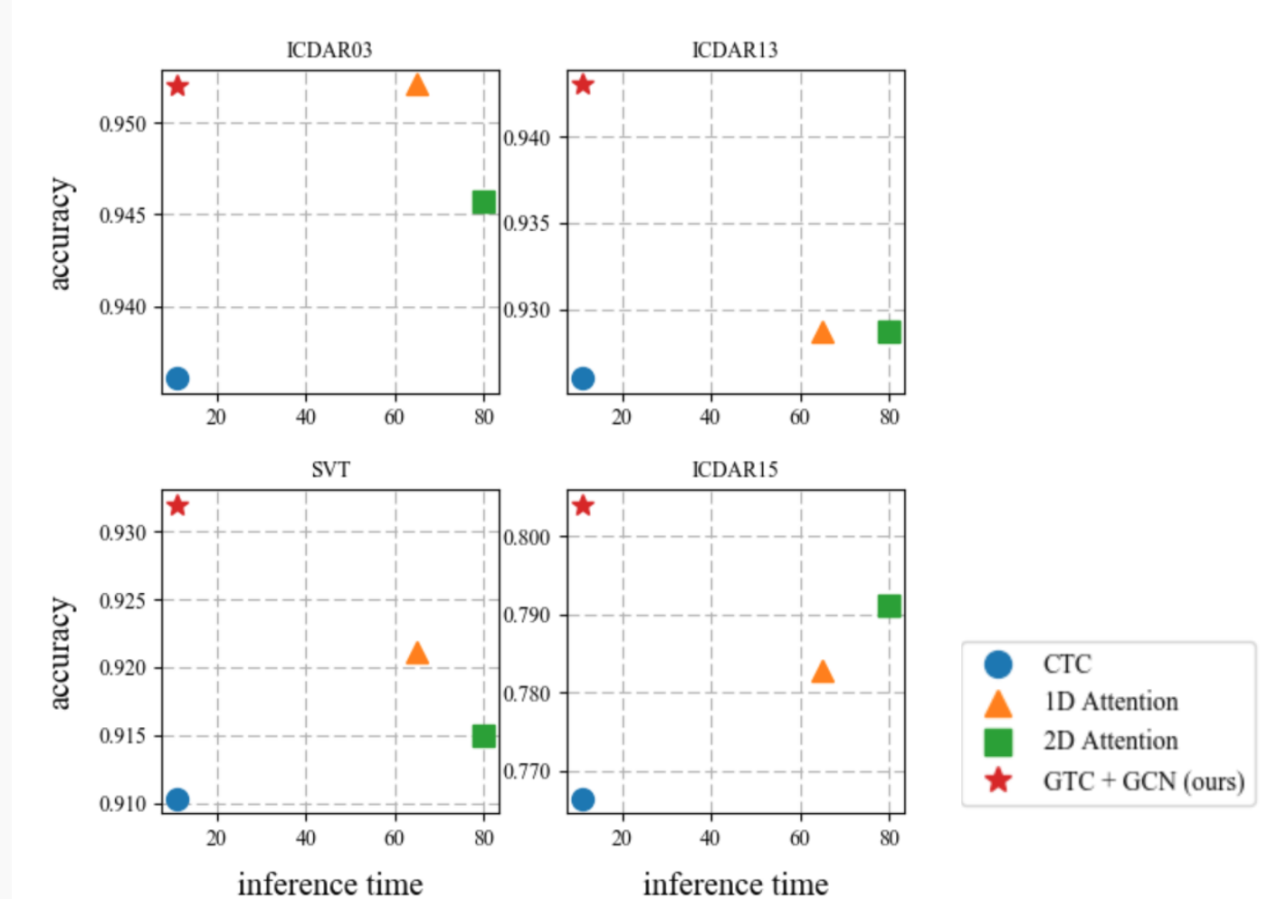 ICDAR03
ICDAR13
accuracy
0.950
0.945
0.940
0.940
0.935
0.930
20 40 60 80
20 40 60 80
SVT
ICDAR15
accuracy
0.930
0.925
0.920
0.915
0.910
0.800
0.790
0.780
0.770
20 40 60 80
20 40 60 80
inference time
inference time
CTC
1D Attention
2D Attention
GTC + GCN (ours)